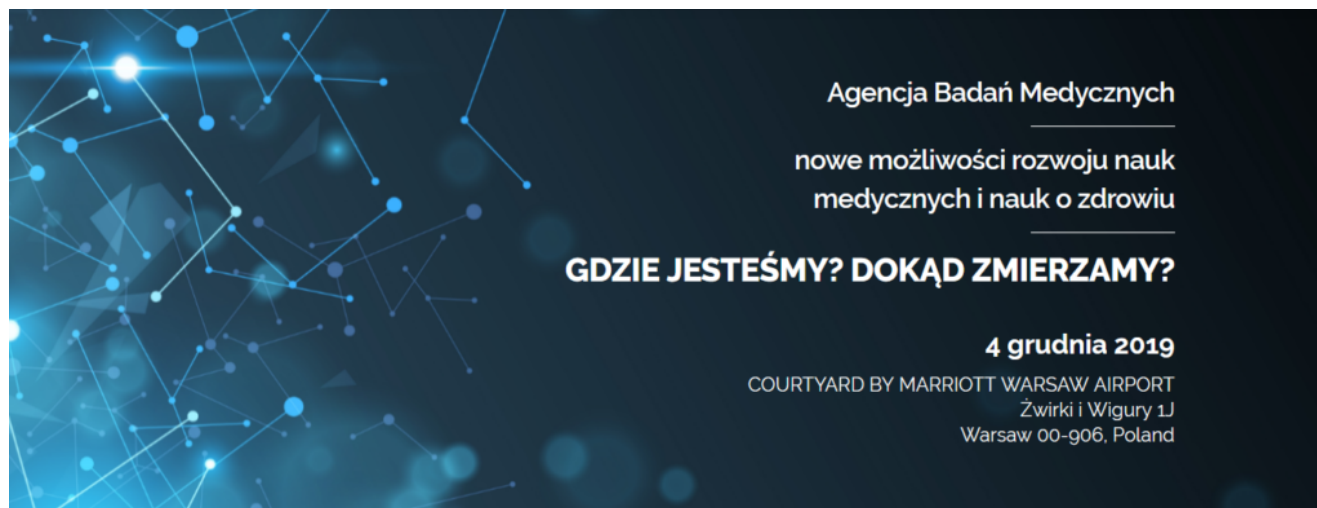 Agencja Badań Medycznych
nowe możliwości rozwoju nauk
medycznych i nauk o zdrowiu
GDZIE JESTEŚMY? DOKĄD ZMIERZAMY?
4 grudnia 2019
COURTYARD BY MARRIOTT WARSAW AIRPORT
Żwirki i Wigury 1J
Warsaw 00-906, Poland